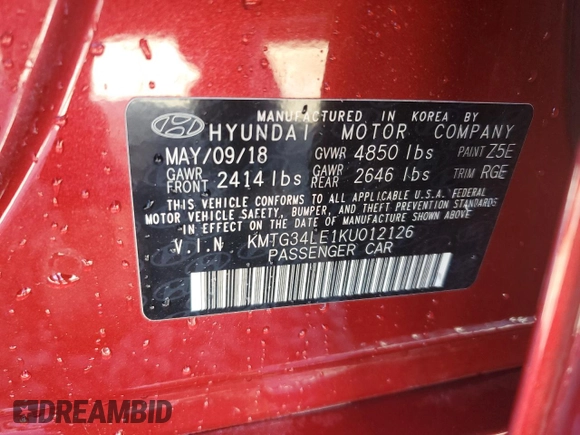 MANUFACTURED IN KOREA BY
HYUNDAI MOTOR COMPANY
MAY/09/18 GVWR 4850 lbs PAINT Z5E
GAWR FRONT 2414 lbs GAWR REAR 2646 lbs TRIM RGE
THIS VEHICLE CONFORMS TO ALL APPLICABLE U.S.A. FEDERAL
MOTOR VEHICLE SAFETY, BUMPER, AND THEFT PREVENTION STANDARDS
IN EFFECT ON THE DATE OF MANUFACTURE SHOWN ABOVE
V.I.N KMTG34LE1KU012126
PASSENGER CAR
DREAMBID